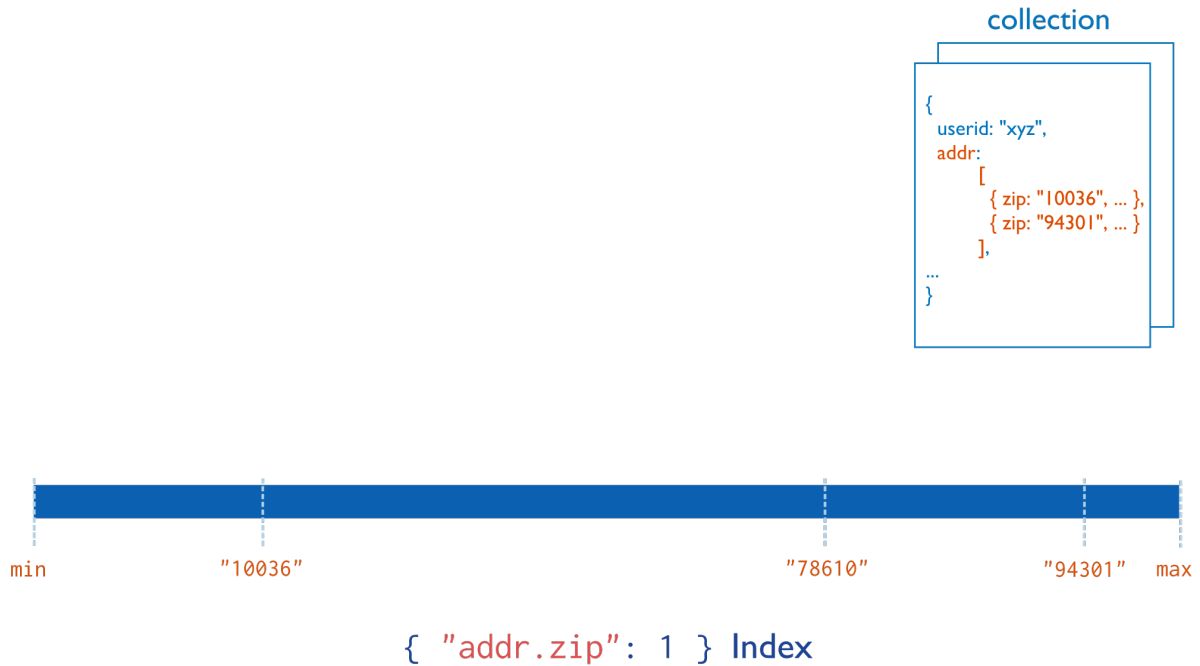 collection
{
userid: "xyz",
addr:
[
{ zip: "10036", ... },
{ zip: "94301", ... }
],
...
}
min "10036" "78610" "94301" max
{ "addr.zip": 1 } Index